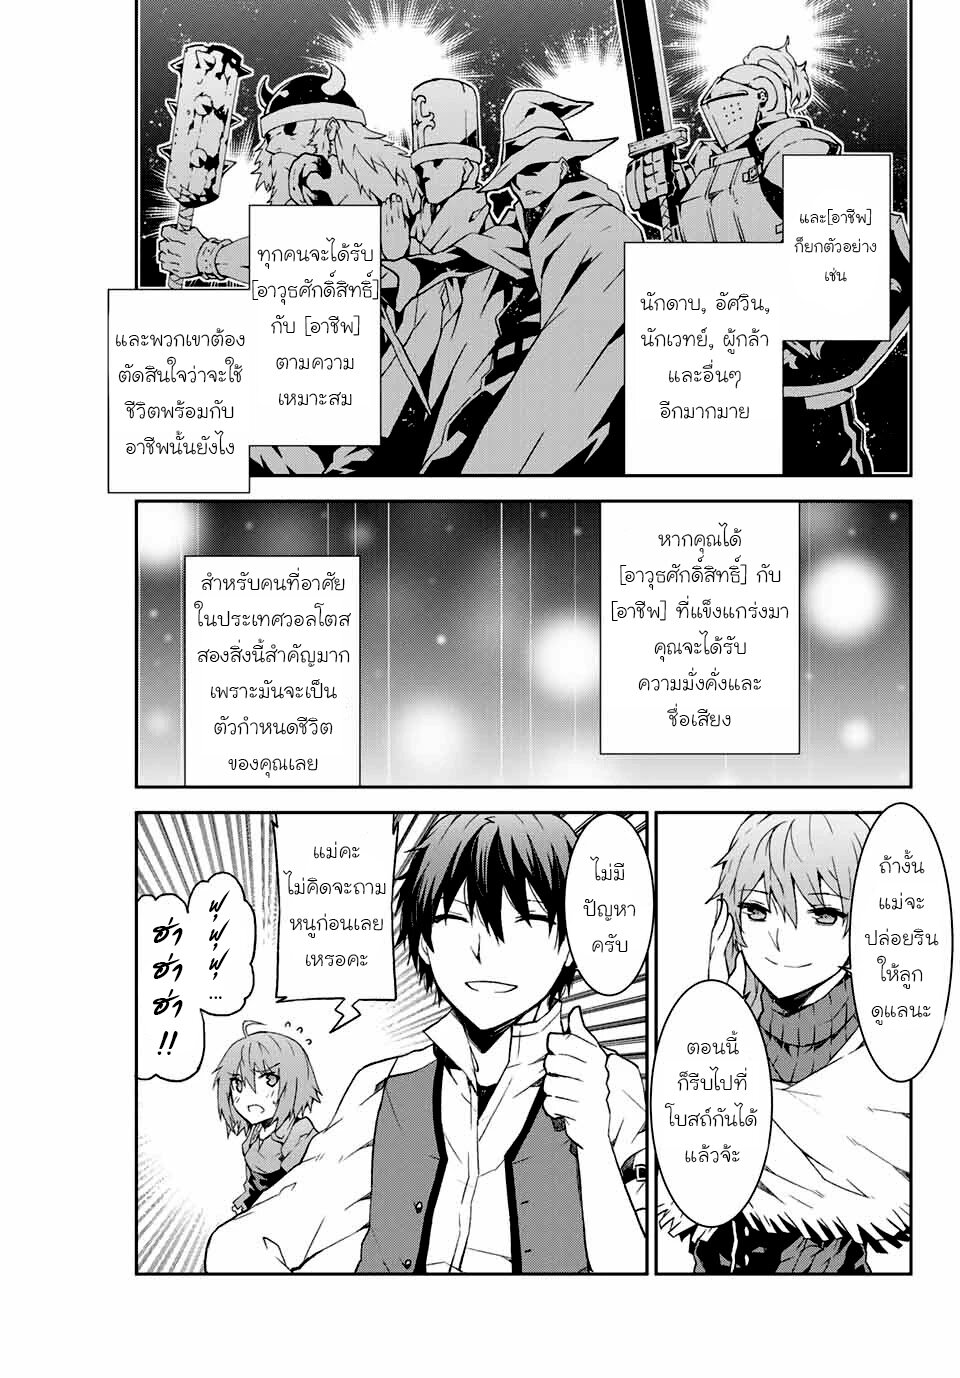 และ[อาชีพ]
ก็ยกตัวอย่าง
เช่น
นักดาบ, อัศวิน,
นักเวทย์, ผู้กล้า
และอื่นๆ
อีกมากมาย
ทุกคนจะได้รับ
[อาวุธศักดิ์สิทธิ์]
กับ [อาชีพ]
ตามความ
เหมาะสม
และพวกเขาต้อง
ตัดสินใจว่าจะใช้
ชีวิตพร้อมกับ
อาชีพนั้นยังไง
หากคุณได้
[อาวุธศักดิ์สิทธิ์] กับ
[อาชีพ] ที่แข็งแกร่งมา
คุณจะได้รับ
ความมั่งคั่งและ
ชื่อเสียง
สำหรับคนที่อาศัย
ในประเทศวอลโตส
สองสิ่งนี้สำคัญมาก
เพราะมันจะเป็น
ตัวกำหนดชีวิต
ของคุณเลย
ถ้างั้น
แม่จะ
ปล่อยริน
ให้ลูก
ดูแลนะ
ตอนนี้
ก็รีบไปที่
โบสถ์กันได้
แล้วจ้ะ
ไม่มี
ปัญหา
ครับ
แม่คะ
ไม่คิดจะถาม
หนูก่อนเลย
เหรอคะ
ฟุฟุฟุ...
ฮ่าฮ่าฮ่า!!